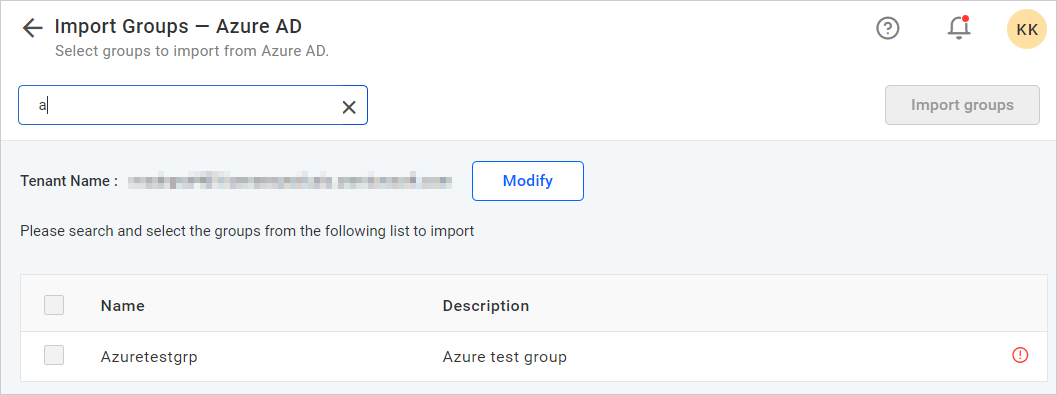 Import Groups — Azure AD
Select groups to import from Azure AD.
KK
a
Import groups
Tenant Name :
Modify
Please search and select the groups from the following list to import
Name Description
Azuretestgrp Azure test group